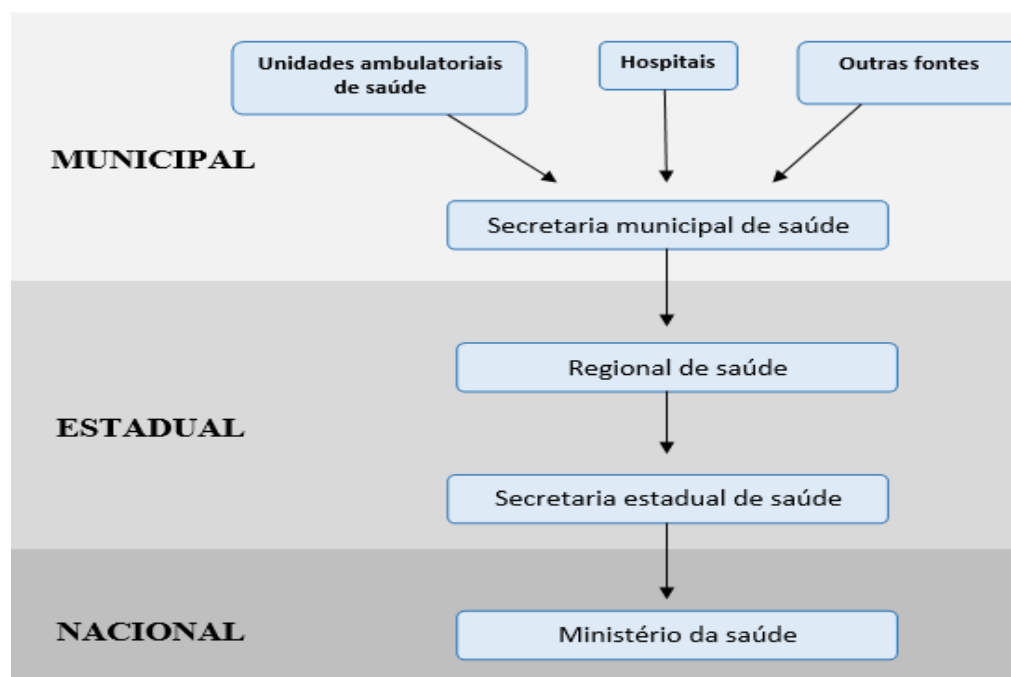 Unidades ambulatoriais
de saúde
Hospitais
Outras fontes
MUNICIPAL
Secretaria municipal de saúde
Regional de saúde
ESTADUAL
Secretaria estadual de saúde
NACIONAL
Ministério da saúde